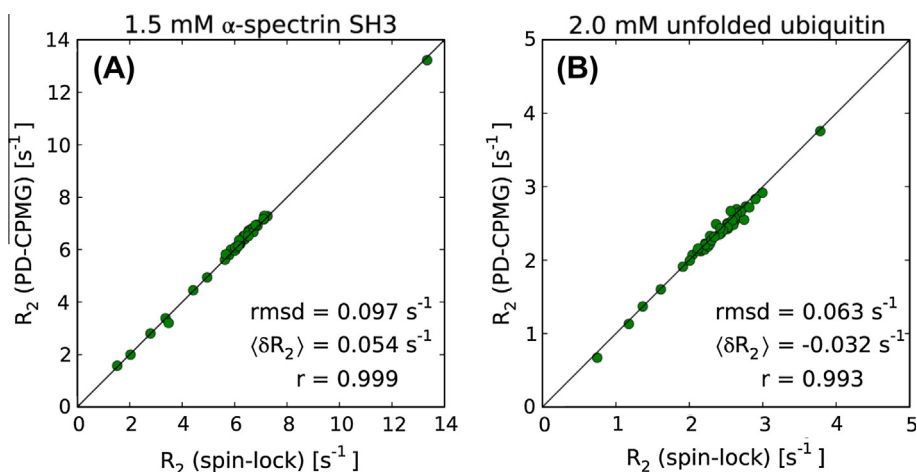 1.5 mM α-spectrin SH3
(A)
R2 (PD-CPMG) [s-1]
14
12
10
8
6
4
2
0
rmsd = 0.097 s-1
⟨δR2⟩ = 0.054 s-1
r = 0.999
0 2 4 6 8 10 12 14
R2 (spin-lock) [s-1]
2.0 mM unfolded ubiquitin
(B)
R2 (PD-CPMG) [s-1]
5
4
3
2
1
0
rmsd = 0.063 s-1
⟨δR2⟩ = -0.032 s-1
r = 0.993
0 1 2 3 4 5
R2 (spin-lock) [s-1]